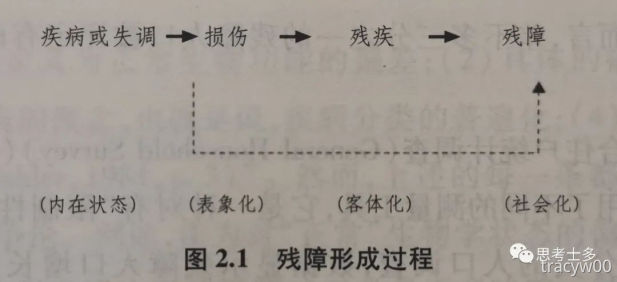 疾病或失调 → 损伤 → 残疾 → 残障
(内在状态) (表象化) (客体化) (社会化)
图 2.1 残障形成过程
思考士多
tracyw00